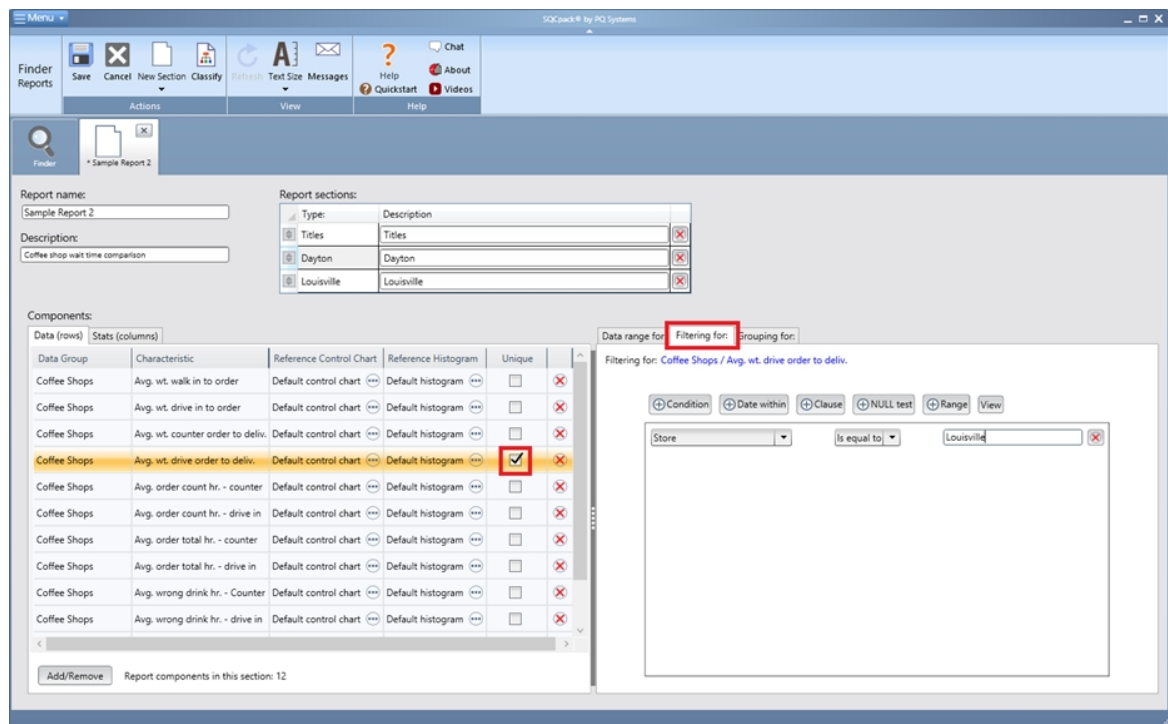 Menu
SQCpack® by PQ Systems
Finder
Reports
Save
Cancel
New Section
Classify
Actions
Refresh
Text Size
Messages
View
Help
Quickstart
Chat
About
Videos
Help
Finder
* Sample Report 2
Report name:
Sample Report 2
Description:
Coffee shop wait time comparison
Report sections:
Type: Description
Titles Titles
Dayton Dayton
Louisville Louisville
Components:
Data (rows) Stats (columns)
Data Group Characteristic Reference Control Chart Reference Histogram Unique
Coffee Shops Avg. wt. walk in to order Default control chart Default histogram
Coffee Shops Avg. wt. drive in to order Default control chart Default histogram
Coffee Shops Avg. wt. counter order to deliv. Default control chart Default histogram
Coffee Shops Avg. wt. drive order to deliv. Default control chart Default histogram
Coffee Shops Avg. order count hr. - counter Default control chart Default histogram
Coffee Shops Avg. order count hr. - drive in Default control chart Default histogram
Coffee Shops Avg. order total hr. - counter Default control chart Default histogram
Coffee Shops Avg. order total hr. - drive in Default control chart Default histogram
Coffee Shops Avg. wrong drink hr. - Counter Default control chart Default histogram
Coffee Shops Avg. wrong drink hr. - drive in Default control chart Default histogram
Add/Remove Report components in this section: 12
Data range for Filtering for: Grouping for:
Filtering for: Coffee Shops / Avg. wt. drive order to deliv.
Condition Date within Clause NULL test Range View
Store Is equal to Louisville